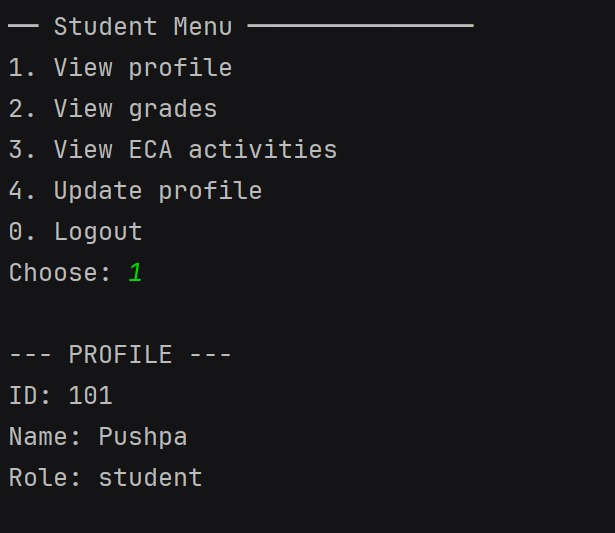 ── Student Menu ───────────────
1. View profile
2. View grades
3. View ECA activities
4. Update profile
0. Logout
Choose: 1
--- PROFILE ---
ID: 101
Name: Pushpa
Role: student